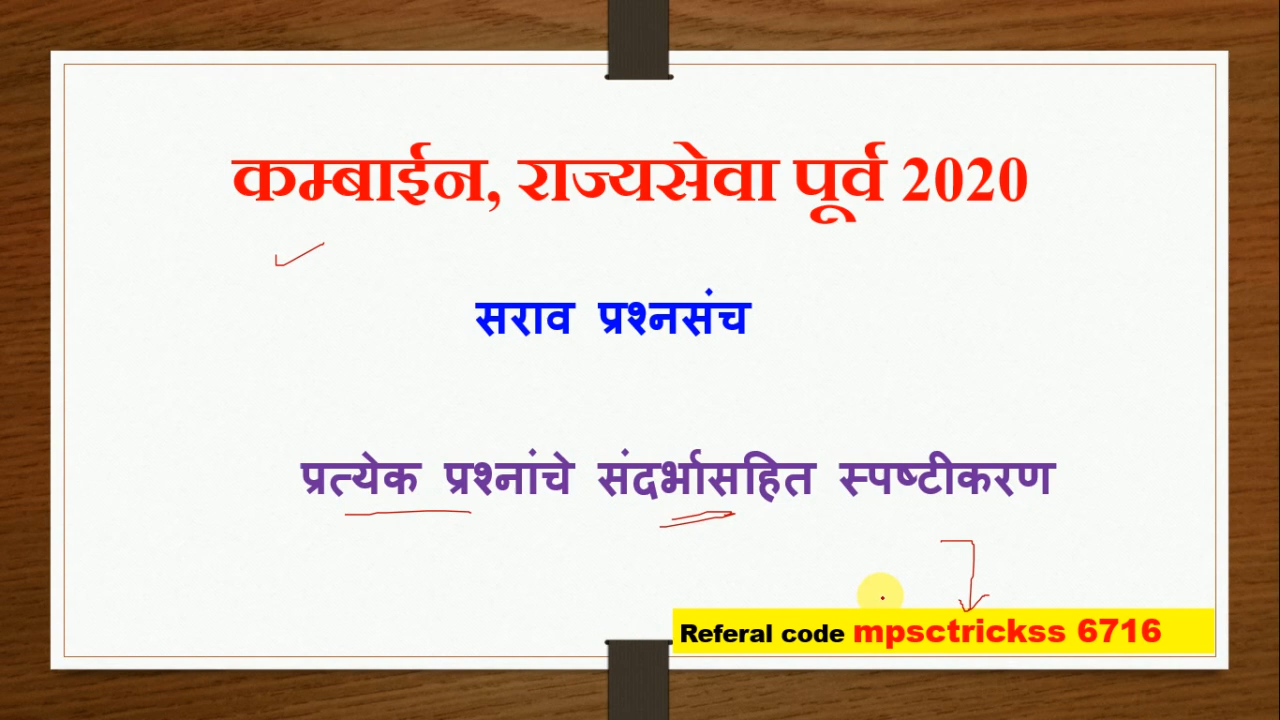 कम्बाईन, राज्यसेवा पूर्व 2020
सराव प्रश्नसंच
प्रत्येक प्रश्नांचे संदर्भासहित स्पष्टीकरण
Referal code mpsctrickss 6716